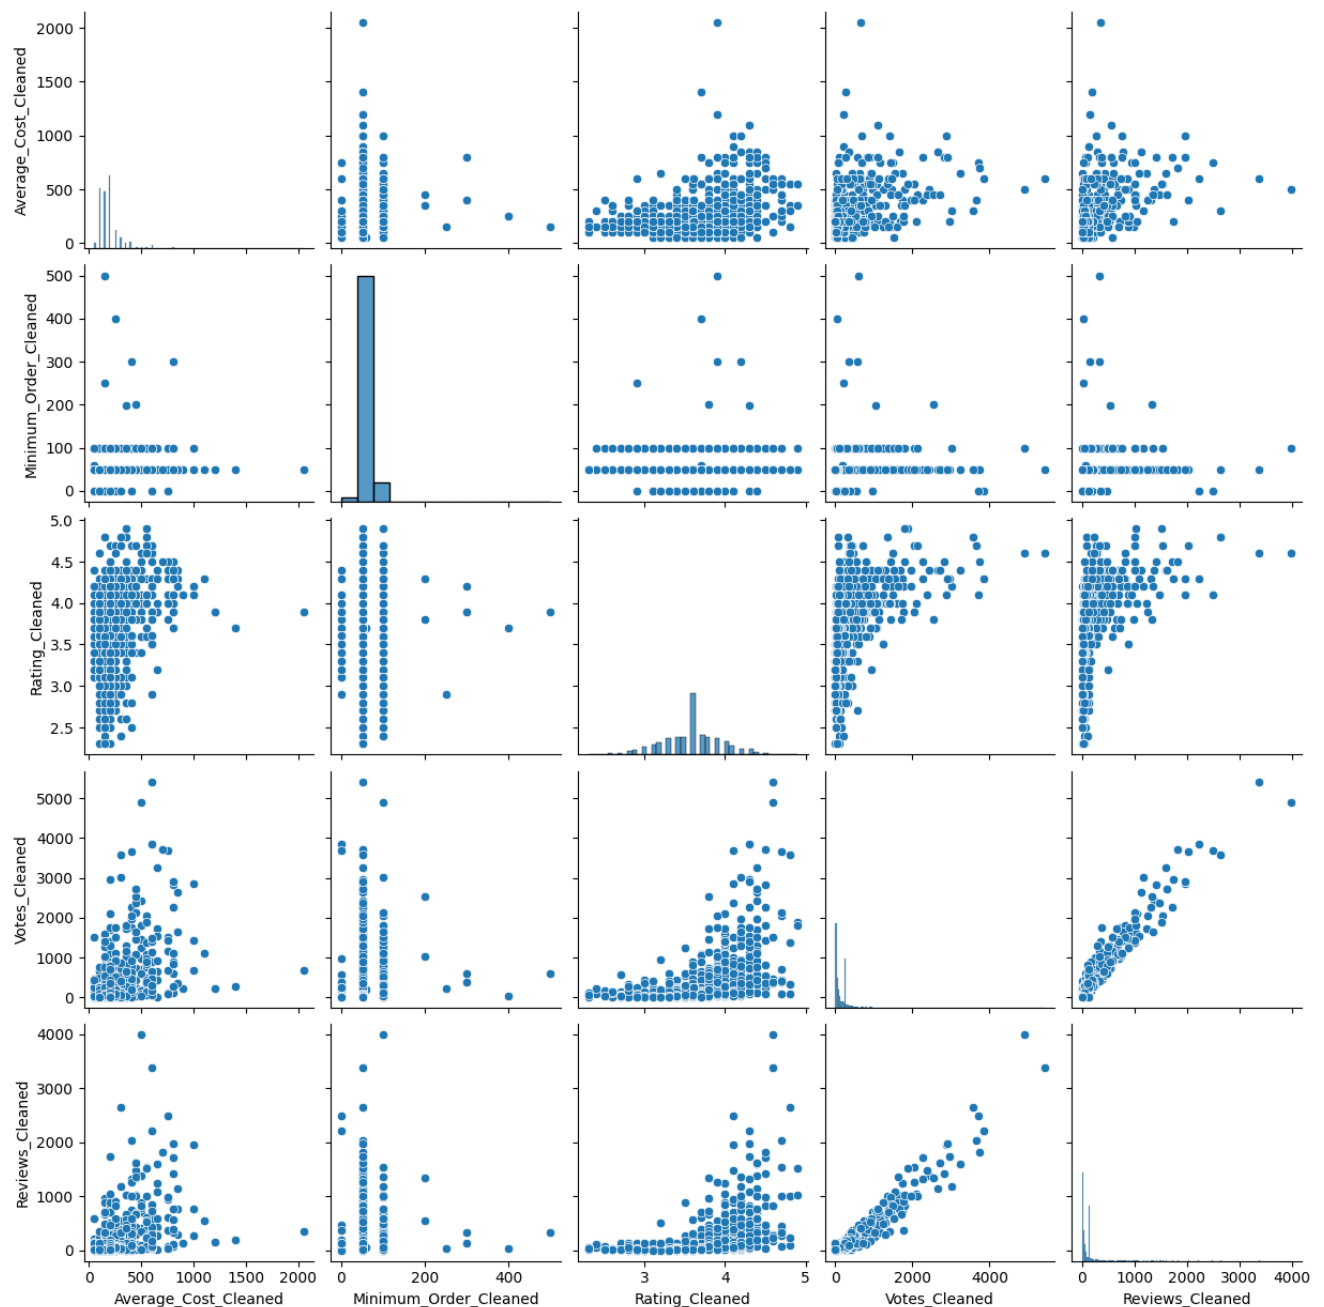 2000
1500
1000
500
0
Average_Cost_Cleaned
500
400
300
200
100
0
Minimum_Order_Cleaned
5.0
4.5
4.0
3.5
3.0
2.5
Rating_Cleaned
5000
4000
3000
2000
1000
0
Votes_Cleaned
4000
3000
2000
1000
0
Reviews_Cleaned
0 500 1000 1500 2000
0 200 400
3 4 5
0 2000 4000
0 1000 2000 3000 4000
Average_Cost_Cleaned
Minimum_Order_Cleaned
Rating_Cleaned
Votes_Cleaned
Reviews_Cleaned